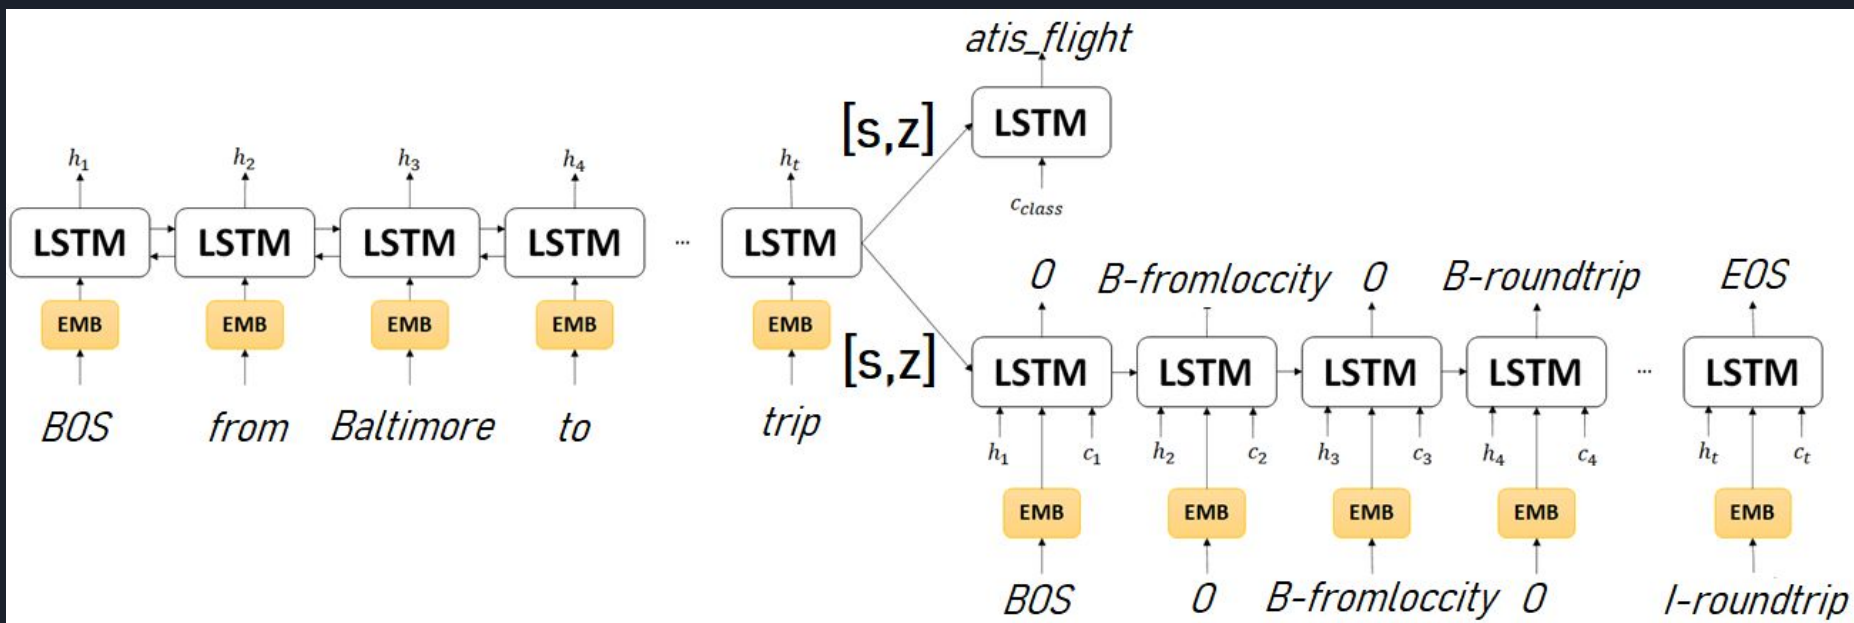 atis_flight
[s,z] LSTM
h₁ h₂ h₃ h₄ hₜ
c_class
LSTM LSTM LSTM LSTM ... LSTM
O B-fromloccity O B-roundtrip EOS
EMB EMB EMB EMB EMB
[s,z] LSTM LSTM LSTM LSTM ... LSTM
BOS from Baltimore to trip
h₁ c₁ h₂ c₂ h₃ c₃ h₄ c₄ hₜ cₜ
EMB EMB EMB EMB EMB
BOS O B-fromloccity O I-roundtrip